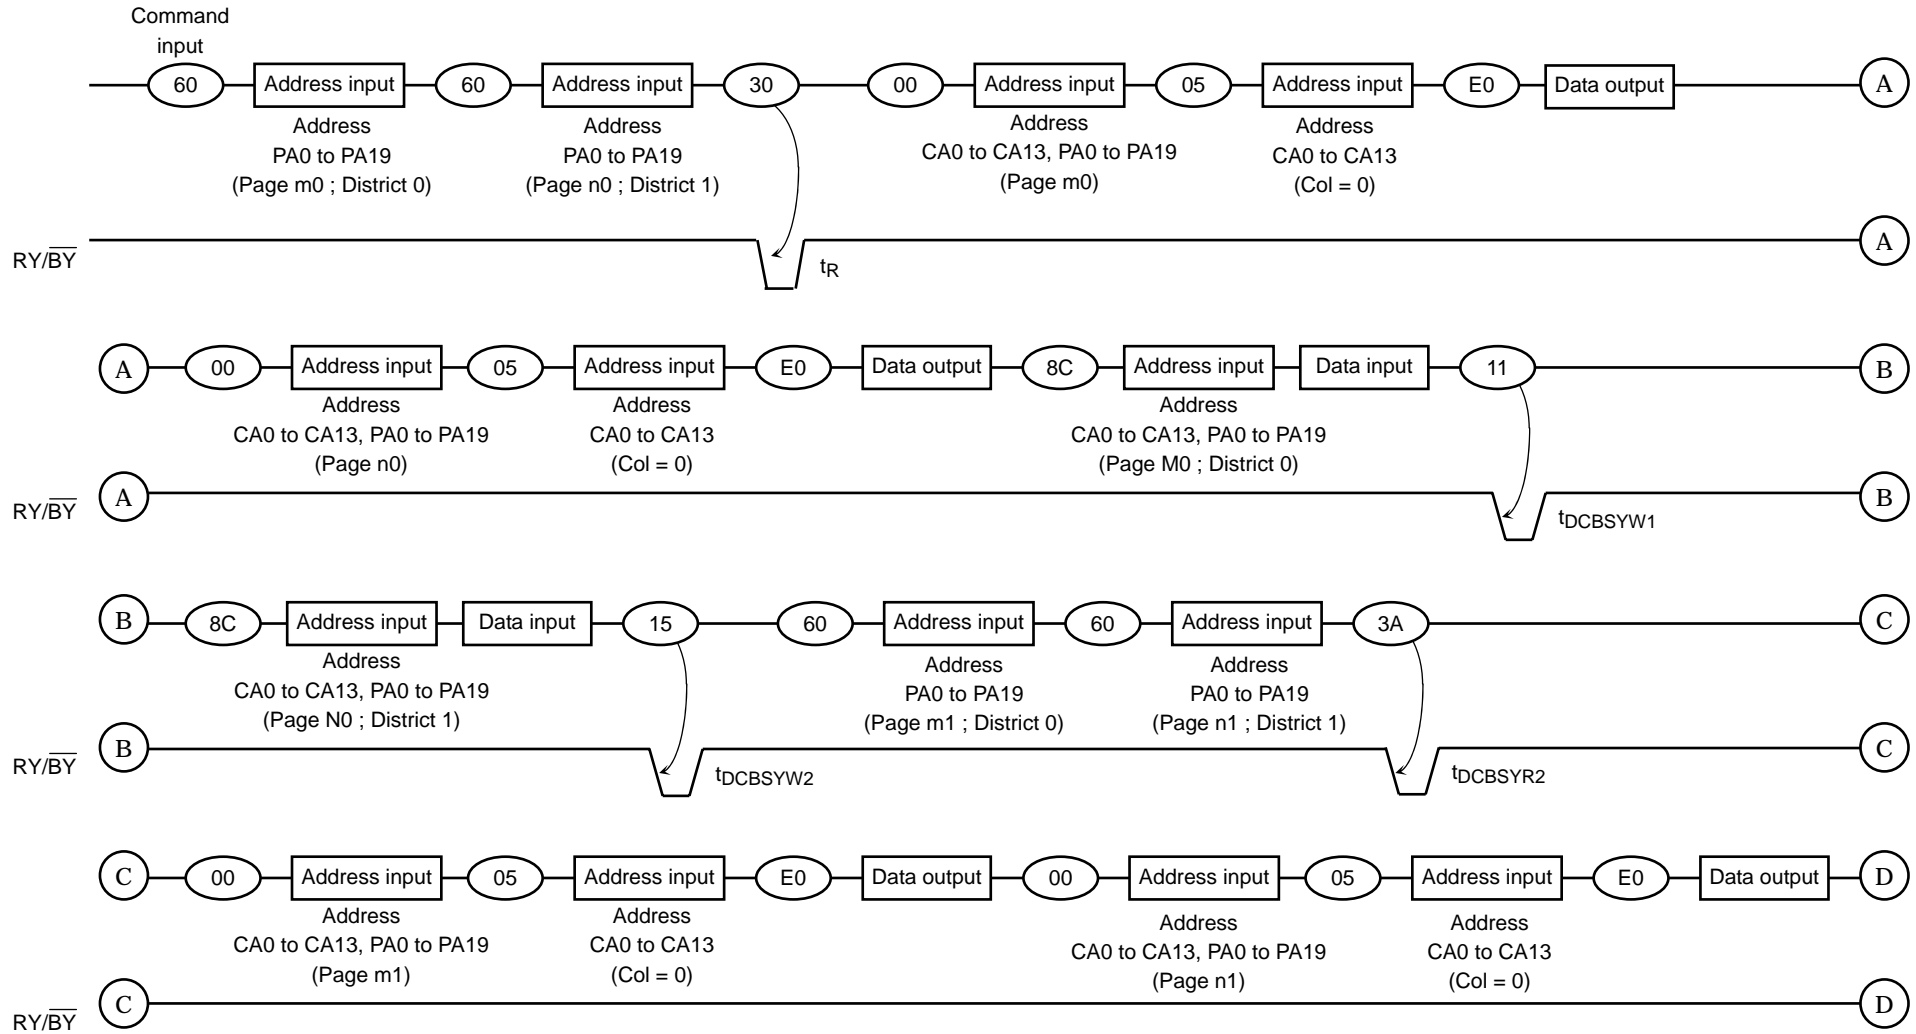 Command
input
60 Address input 60 Address input 30 00 Address input 05 Address input E0 Data output A
Address
PA0 to PA19
(Page m0 ; District 0)
Address
PA0 to PA19
(Page n0 ; District 1)
Address
CA0 to CA13, PA0 to PA19
(Page m0)
Address
CA0 to CA13
(Col = 0)
RY/BY A
tR
A 00 Address input 05 Address input E0 Data output 8C Address input Data input 11 B
Address
CA0 to CA13, PA0 to PA19
(Page n0)
Address
CA0 to CA13
(Col = 0)
Address
CA0 to CA13, PA0 to PA19
(Page M0 ; District 0)
RY/BY A B
tDCBSYW1
B 8C Address input Data input 15 60 Address input 60 Address input 3A C
Address
CA0 to CA13, PA0 to PA19
(Page N0 ; District 1)
Address
PA0 to PA19
(Page m1 ; District 0)
Address
PA0 to PA19
(Page n1 ; District 1)
RY/BY B C
tDCBSYW2
tDCBSYR2
C 00 Address input 05 Address input E0 Data output 00 Address input 05 Address input E0 Data output D
Address
CA0 to CA13, PA0 to PA19
(Page m1)
Address
CA0 to CA13
(Col = 0)
Address
CA0 to CA13, PA0 to PA19
(Page n1)
Address
CA0 to CA13
(Col = 0)
RY/BY C D